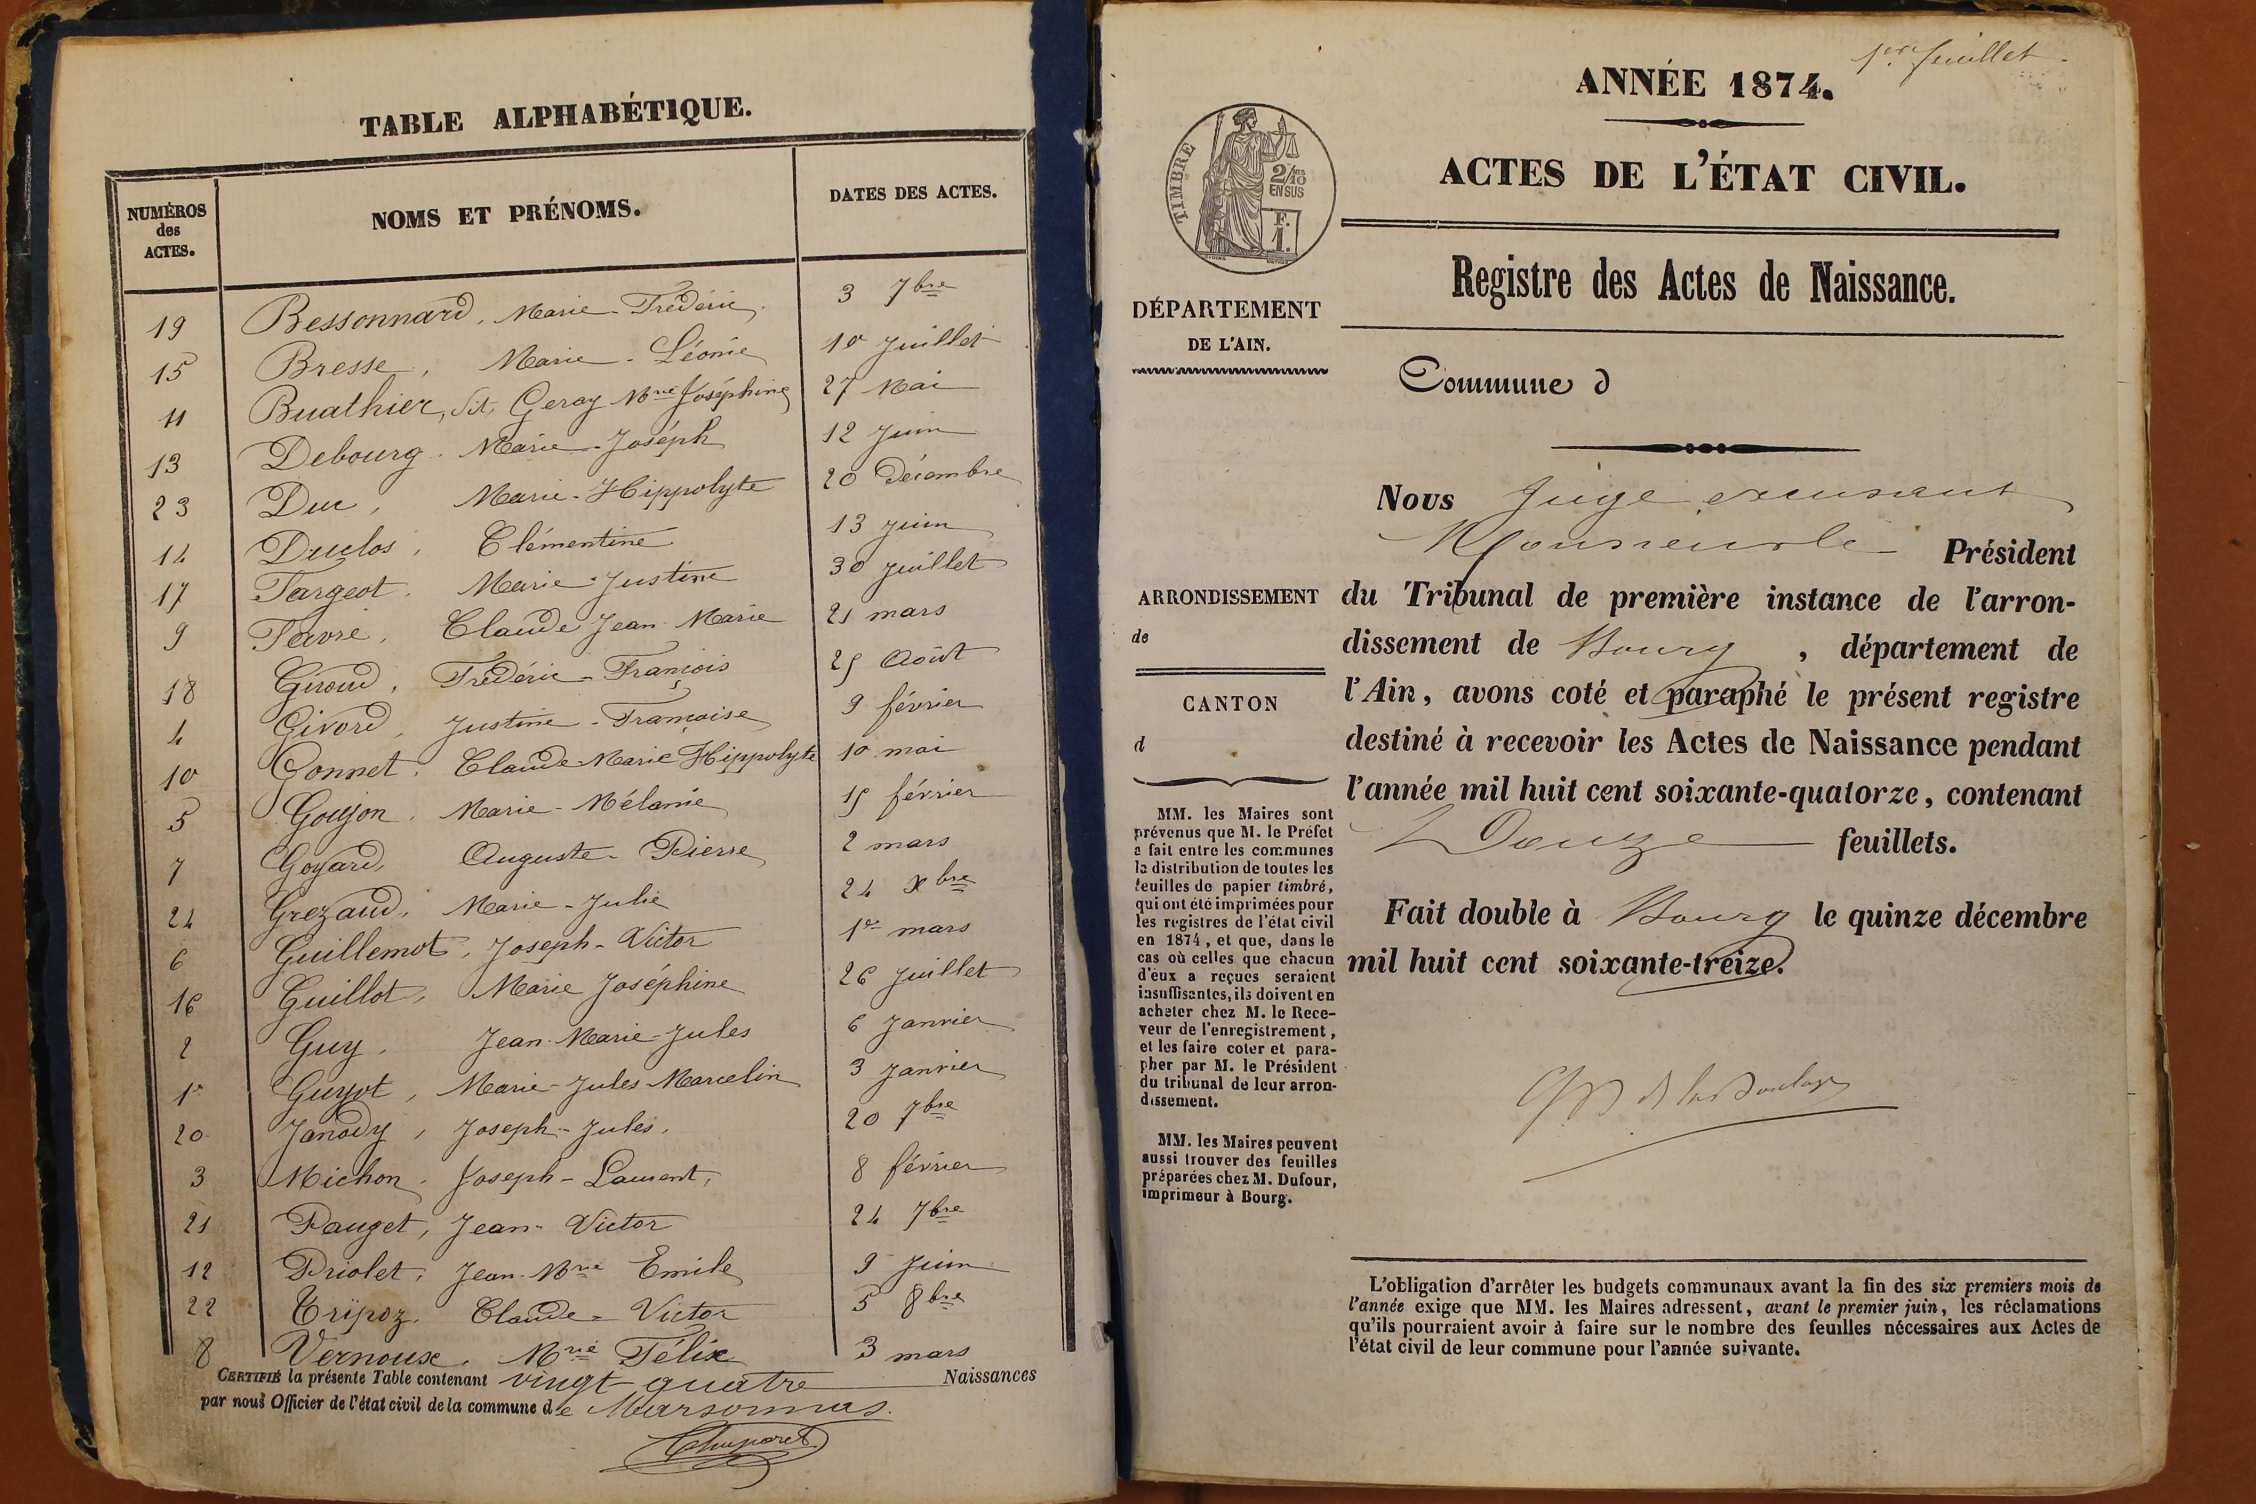 TABLE ALPHABÉTIQUE.
NUMÉROS des ACTES.
NOMS ET PRÉNOMS.
DATES DES ACTES.
19 Bessonnard, Marie-Frédéric. 3 7bre
15 Bresse, Marie-Léonie 10 Juillet
11 Buathier, dit, Geray Mrie Joséphine 27 Mai
13 Debourg. Marie-Joséph 12 Juin
23 Duc, Marie-Hippolyte 20 Décembre
14 Duclos, Clémentine 13 Juin
17 Fargeot. Marie-Justine 30 Juillet
9 Favre, Claude Jean Marie 21 mars
18 Giroud, Frédéric-François 25 Août
4 Givord, Justine-Françoise 9 février
10 Gonnet. Claude Marie Hippolyte 10 mai
5 Goujon. Marie-Mélanie 15 février
7 Goyard, Auguste-Pierre 2 mars
24 Grezaud, Marie-Julie 24 Xbre
6 Guillemot, Joseph-Victor 1er mars
16 Guillot, Marie Joséphine 26 Juillet
2 Guy, Jean-Marie-Jules 6 Janvier
1er Guyot, Marie-Jules Marcelin 3 Janvier
20 Janody, Joseph-Jules. 20 7bre
3 Michon, Joseph-Laurent, 8 février
21 Pauget, Jean-Victor 24 7bre
12 Priolet, Jean-Mrie Emile 9 Juin
22 Tripoz. Claude-Victor 5 8bre
8 Vernoux. Mrie Félix 3 mars
CERTIFIÉ la présente Table contenant vingt quatre Naissances
par nous Officier de l'état civil de la commune de Marsonnas.
Chuparet
1er feuillet.
ANNÉE 1874.
TIMBRE
2/10ES
EN SUS
F.
1.
ACTES DE L'ÉTAT CIVIL.
Registre des Actes de Naissance.
DÉPARTEMENT
DE L'AIN.
Commune d
Nous Juge excusant
Monsieur le Président
du Tribunal de première instance de l'arron-
dissement de Bourg, département de
l'Ain, avons coté et paraphé le présent registre
destiné à recevoir les Actes de Naissance pendant
l'année mil huit cent soixante-quatorze, contenant
Douze feuillets.
Fait double à Bourg le quinze décembre
mil huit cent soixante-treize.
ARRONDISSEMENT
de
CANTON
d
MM. les Maires sont
prévenus que M. le Préfet
a fait entre les communes
la distribution de toutes les
feuilles de papier timbré,
qui ont été imprimées pour
les registres de l'état civil
en 1874, et que, dans le
cas où celles que chacun
d'eux a reçues seraient
insuffisantes, ils doivent en
acheter chez M. le Rece-
veur de l'enregistrement,
et les faire coter et para-
pher par M. le Président
du tribunal de leur arron-
dissement.
MM. les Maires peuvent
aussi trouver des feuilles
préparées chez M. Dufour,
imprimeur à Bourg.
L'obligation d'arrêter les budgets communaux avant la fin des six premiers mois de
l'année exige que MM. les Maires adressent, avant le premier juin, les réclamations
qu'ils pourraient avoir à faire sur le nombre des feuilles nécessaires aux Actes de
l'état civil de leur commune pour l'année suivante.